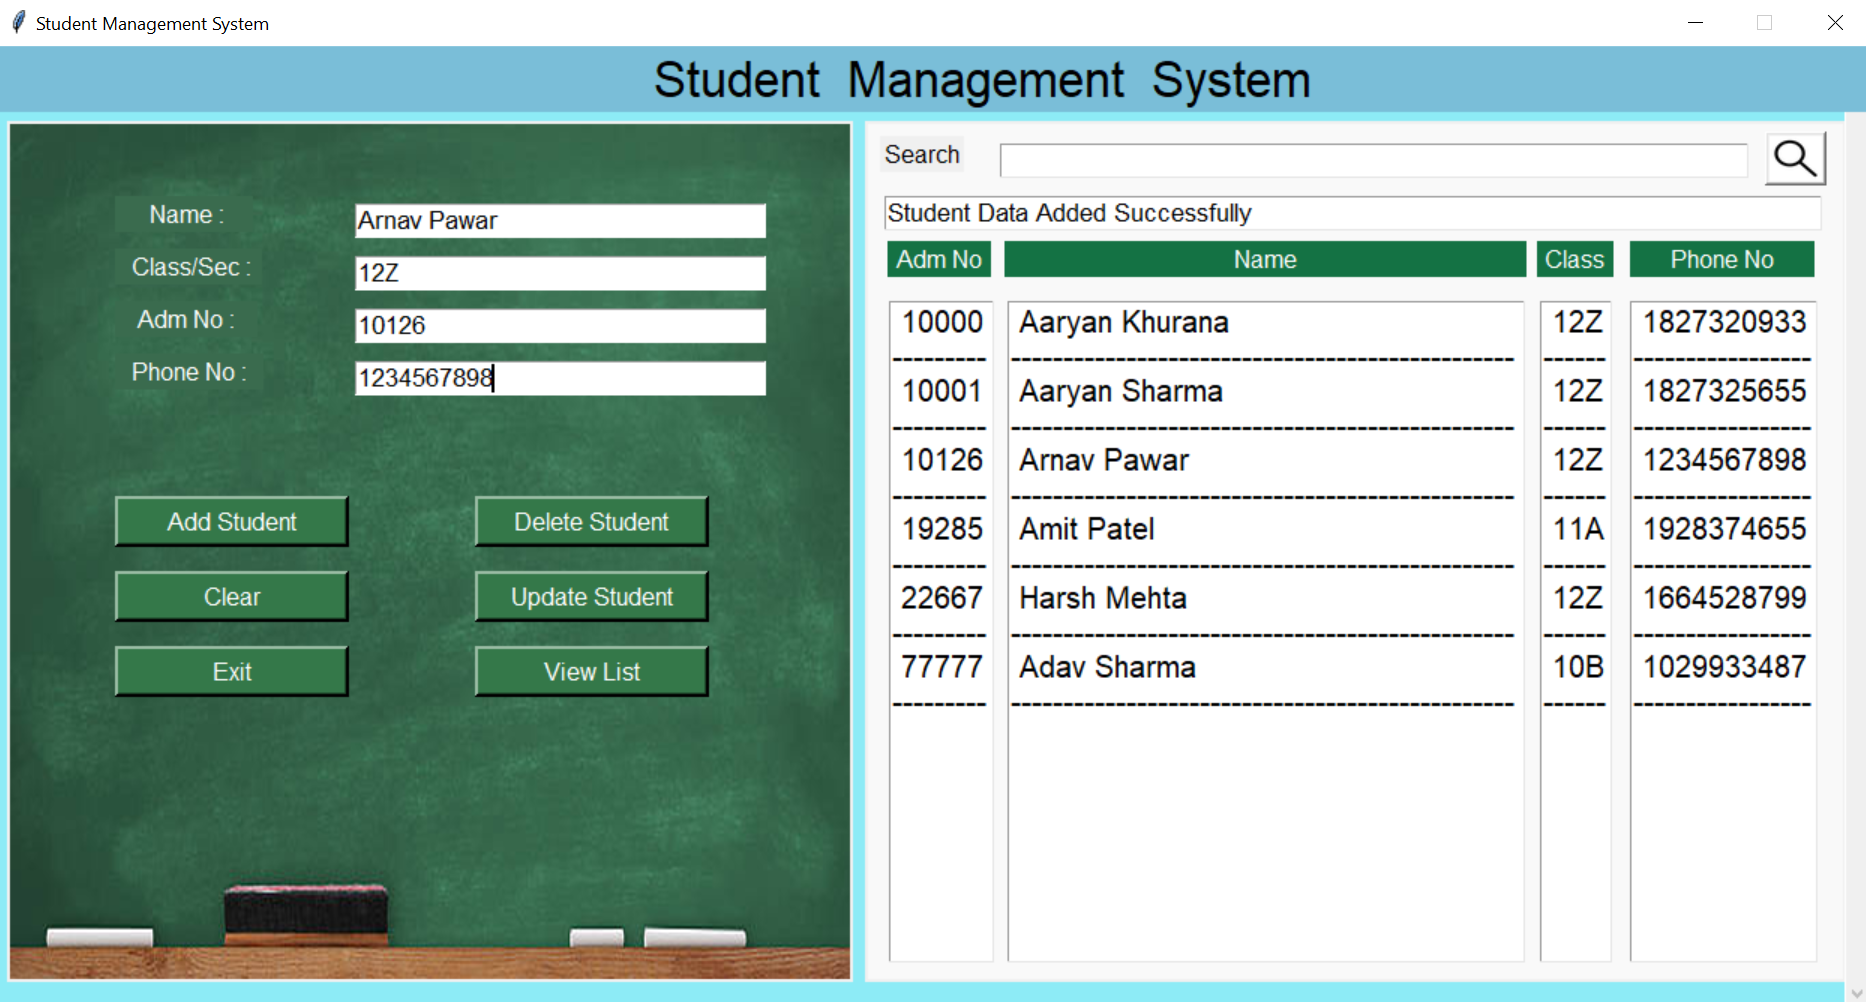 Student Management System
Student Management System
Name : Arnav Pawar
Class/Sec : 12Z
Adm No : 10126
Phone No : 1234567898
Add Student Delete Student
Clear Update Student
Exit View List
Search
Student Data Added Successfully
Adm No Name Class Phone No
10000 Aaryan Khurana 12Z 1827320933
10001 Aaryan Sharma 12Z 1827325655
10126 Arnav Pawar 12Z 1234567898
19285 Amit Patel 11A 1928374655
22667 Harsh Mehta 12Z 1664528799
77777 Adav Sharma 10B 1029933487